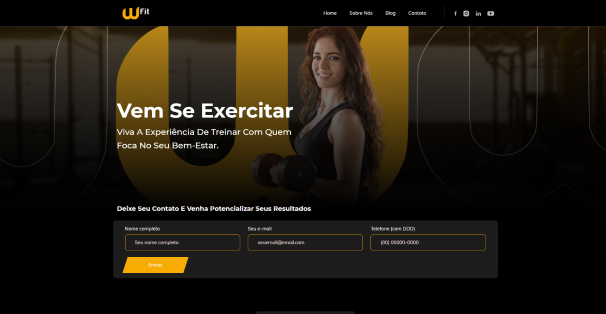 W Fit
Home Sobre Nós Blog Contato
Vem Se Exercitar
Viva A Experiência De Treinar Com Quem
Foca No Seu Bem-Estar.
Deixe Seu Contato E Venha Potencializar Seus Resultados
Nome completo Seu e-mail Telefone (com DDD)
Seu nome completo seuemail@email.com (00) 00000-0000
Enviar